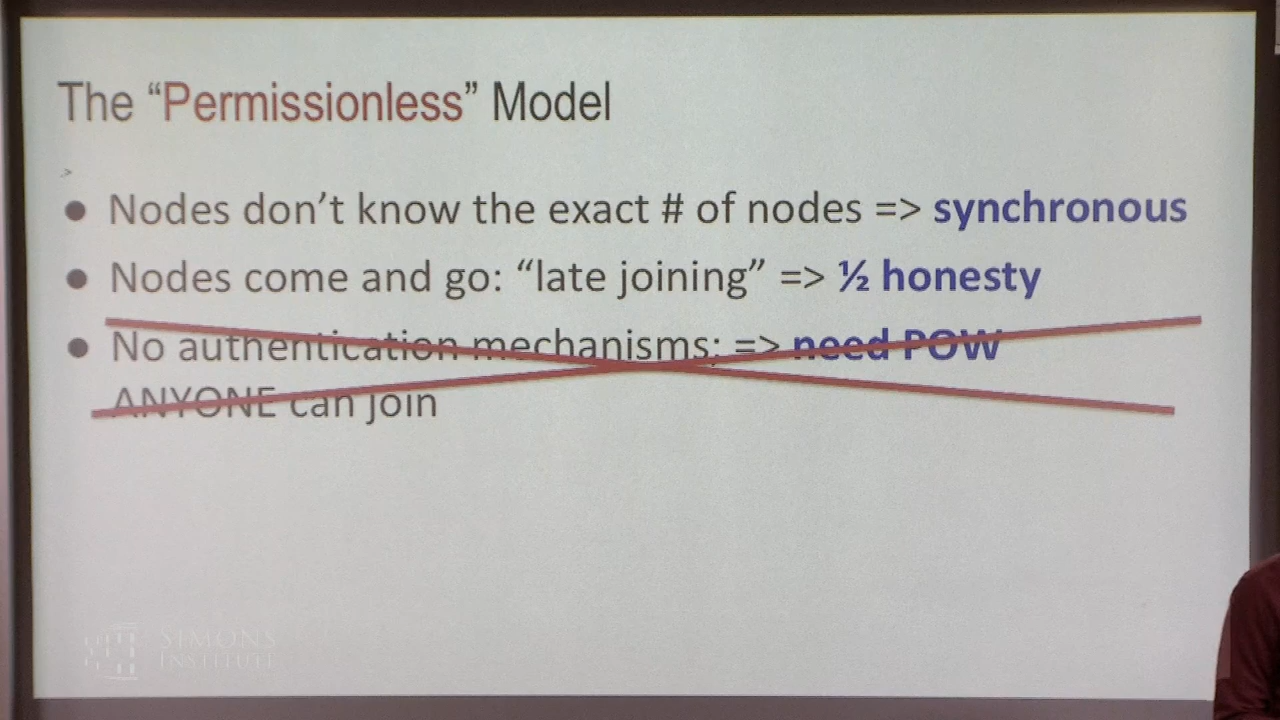 The “Permissionless” Model
● Nodes don’t know the exact # of nodes => synchronous
● Nodes come and go: “late joining” => ½ honesty
● No authentication mechanisms; => need POW
ANYONE can join
SIMONS
INSTITUTE